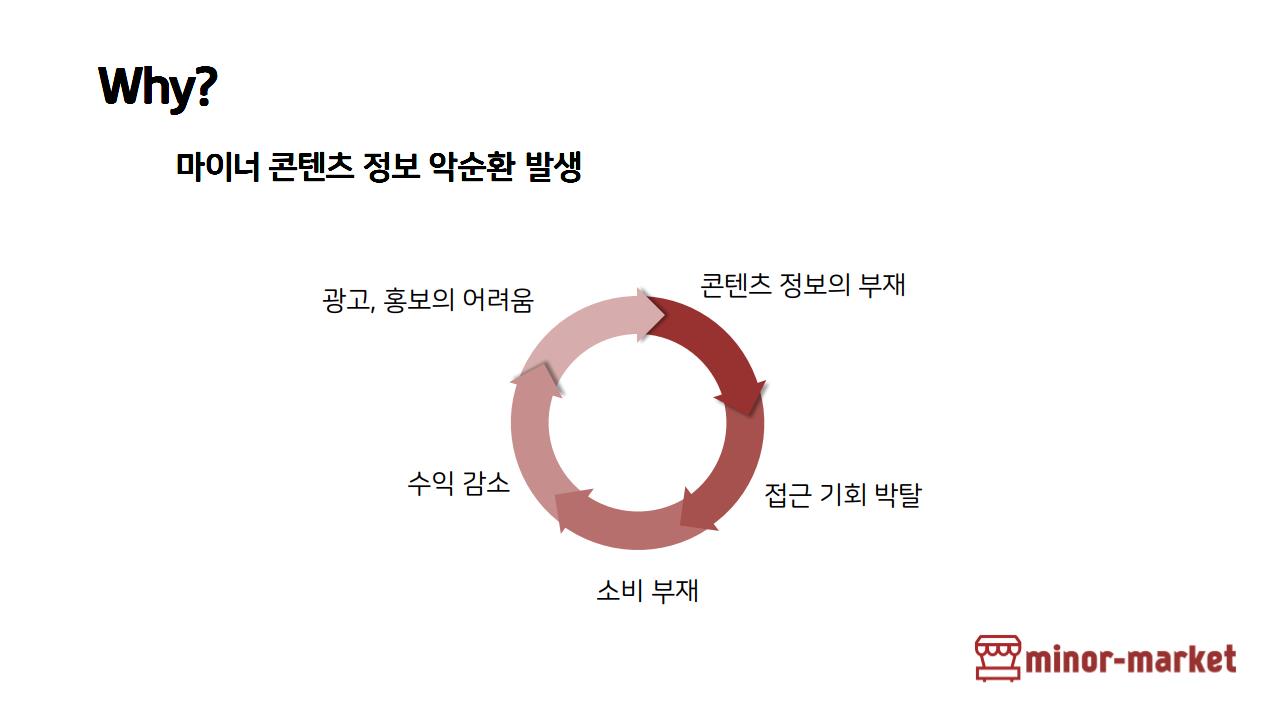 Why?
마이너 콘텐츠 정보 악순환 발생
콘텐츠 정보의 부재
광고, 홍보의 어려움
수익 감소
접근 기회 박탈
소비 부재
minor-market